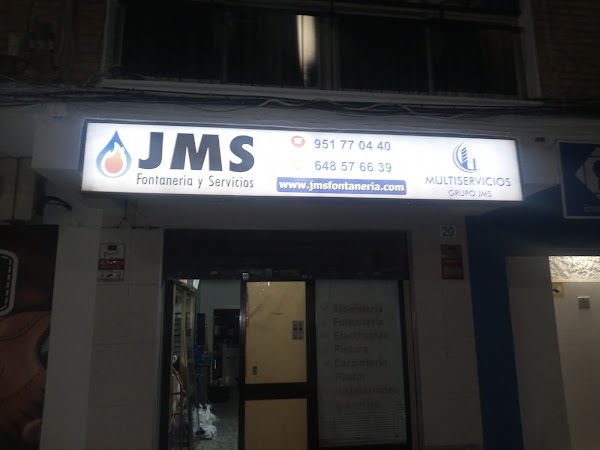 JMS
Fontaneria y Servicios
951 77 04 40
648 57 66 39
www.jmsfontaneria.com
MULTISERVICIOS
GRUPO JMS
20
Albañilería
Fontanería
Electricidad
Pintura
Carpintería